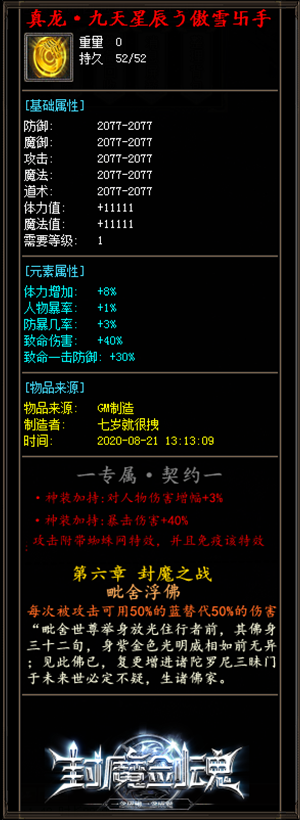 真龙·九天星辰う傲雪乐手
重量 0
持久 52/52
[基础属性]
防御: 2077-2077
魔御: 2077-2077
攻击: 2077-2077
魔法: 2077-2077
道术: 2077-2077
体力值: +11111
魔法值: +11111
需要等级: 1
[元素属性]
体力增加: +8%
人物暴率: +1%
防暴几率: +3%
致命伤害: +40%
致命一击防御: +30%
[物品来源]
物品来源: GM制造
制造者: 七岁就很拽
时间: 2020-08-21 13:13:09
一专属·契约一
·神装加持:对人物伤害增幅+3%
·神装加持:暴击伤害+40%
:攻击附带蜘蛛网特效，并且免疫该特效
第六章 封魔之战
毗舍浮佛
每次被攻击可用50%的蓝替代50%的伤害
“毗舍世尊举身放光住行者前，其佛身
三十二旬，身紫金色光明威相如前无异
；见此佛已，复更增进诸陀罗尼三昧门
于未来世必定不疑，生诸佛家。
封魔剑魂